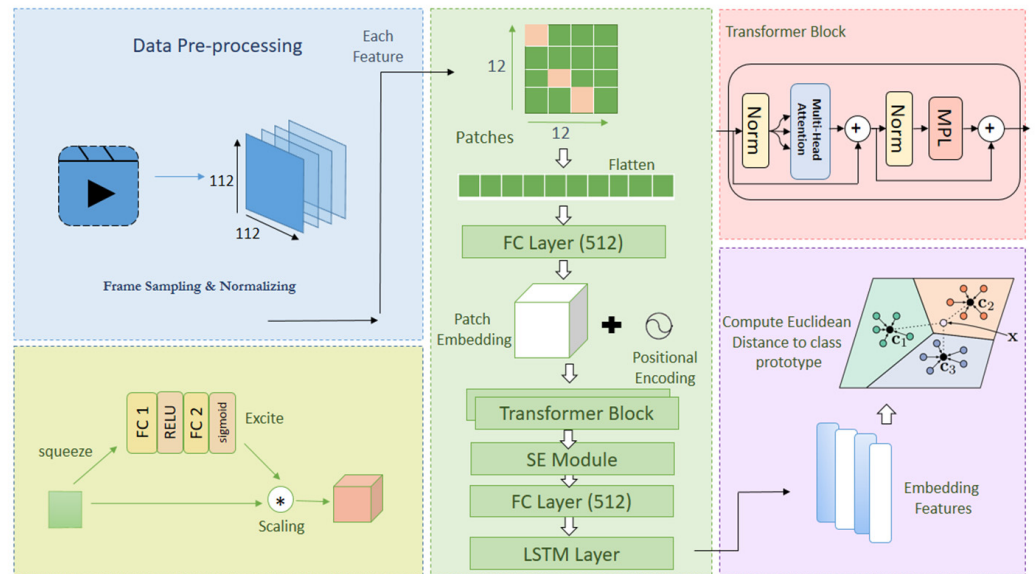 Data Pre-processing
112
112
Frame Sampling & Normalizing
Each
Feature
squeeze
FC 1
RELU
FC 2
sigmoid
Excite
*
Scaling
12
12
Patches
Flatten
FC Layer (512)
Patch
Embedding
+
Positional
Encoding
Transformer Block
SE Module
FC Layer (512)
LSTM Layer
Transformer Block
Norm
Multi-Head
Attention
+
Norm
MPL
+
Compute Euclidean
Distance to class
prototype
c1
c2
c3
x
Embedding
Features